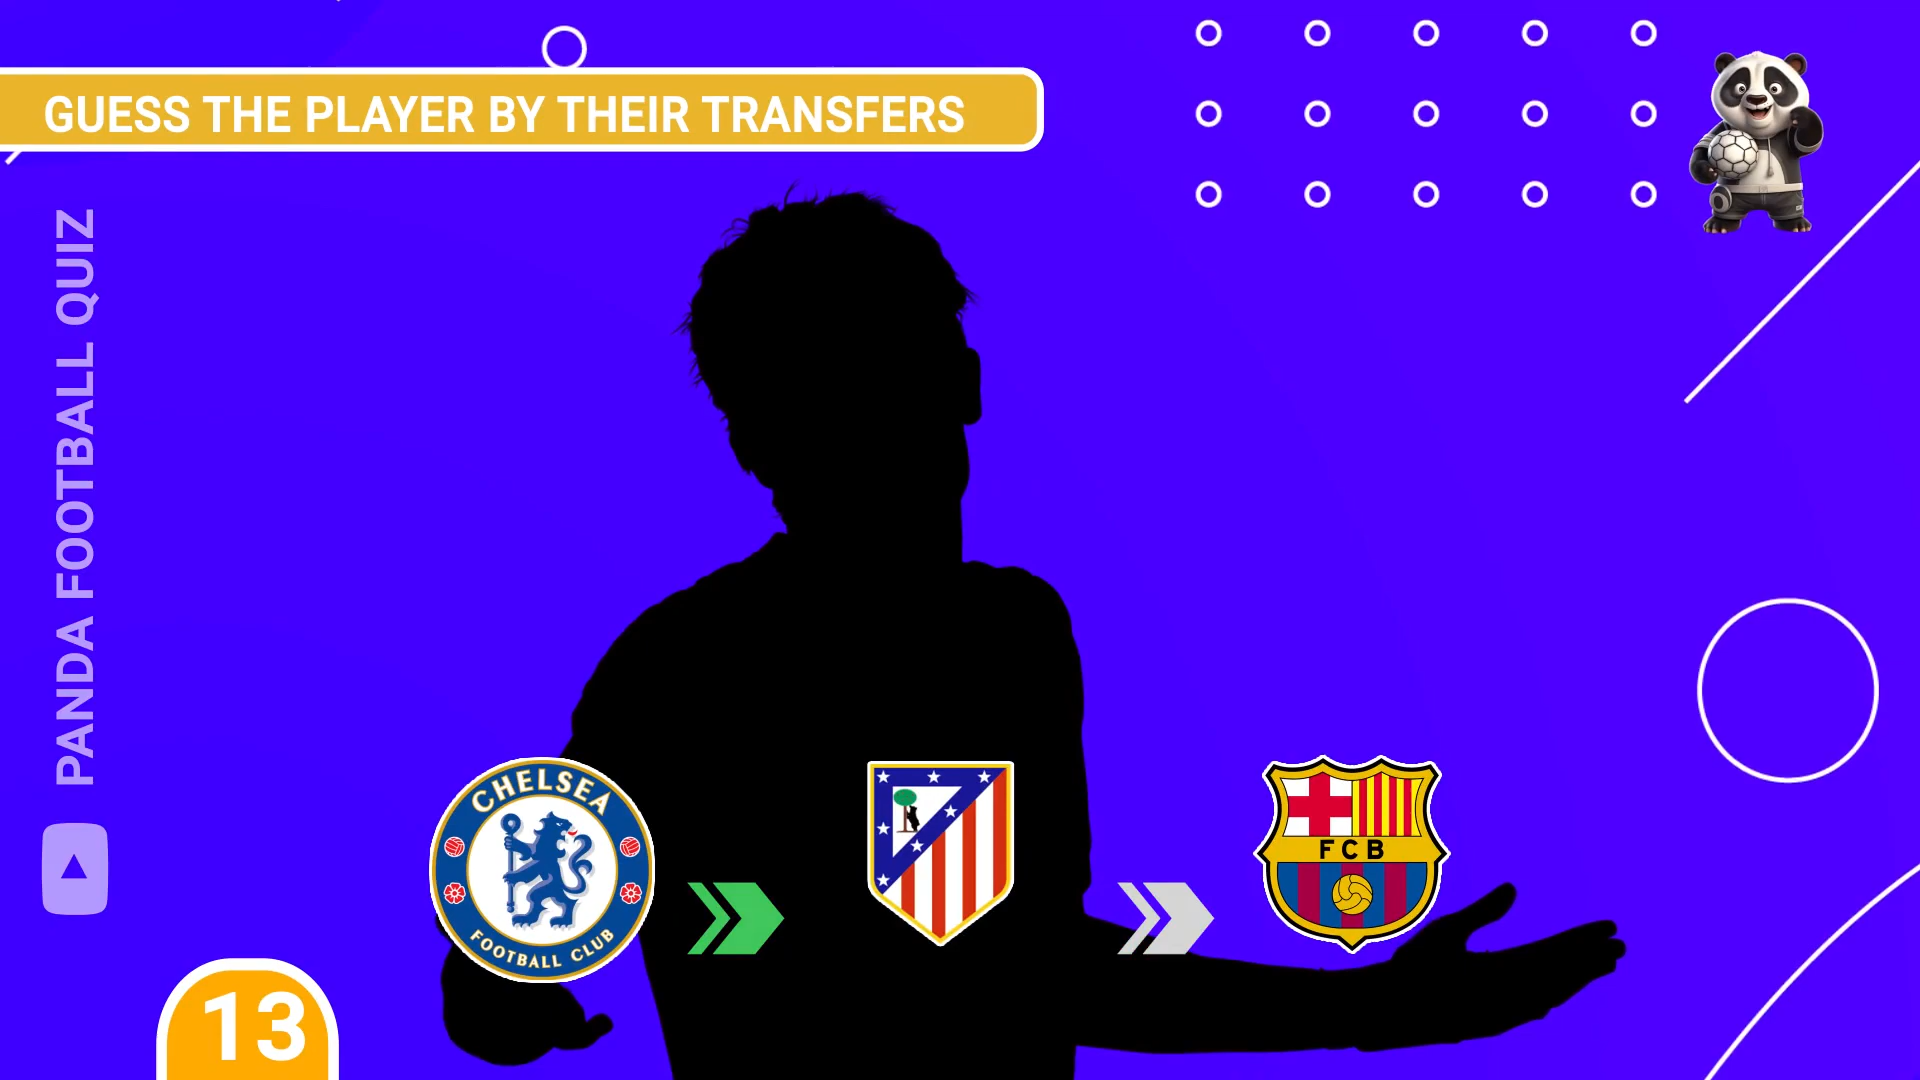 GUESS THE PLAYER BY THEIR TRANSFERS
PANDA FOOTBALL QUIZ
CHELSEA
FOOTBALL CLUB
FCB
13